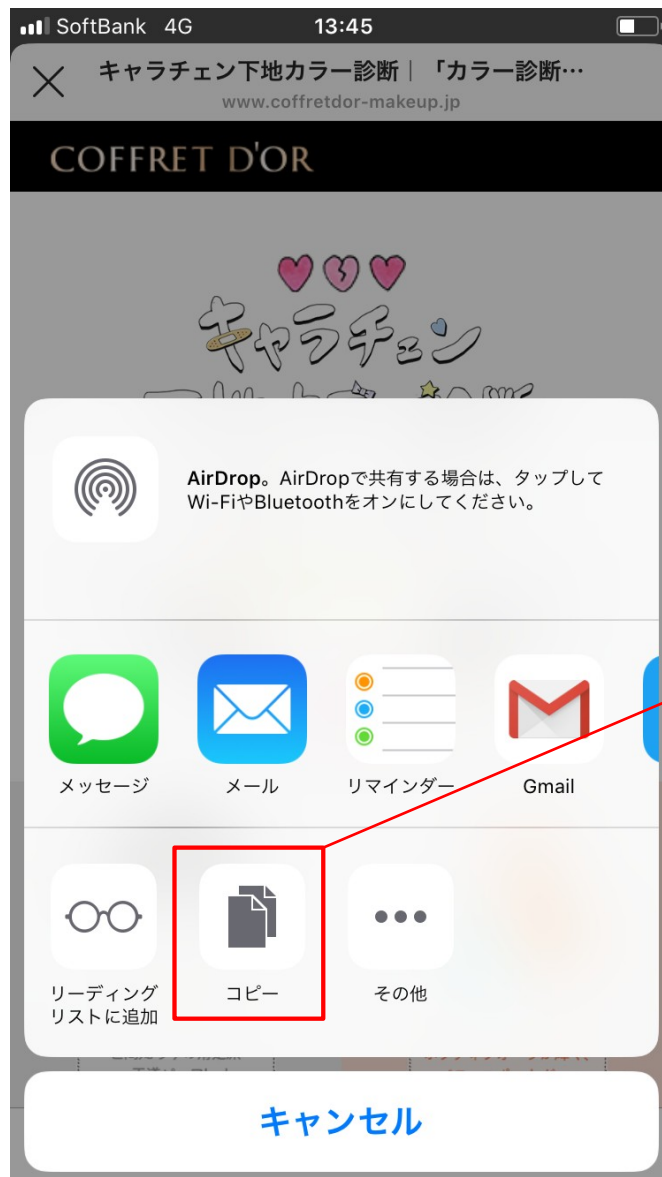 SoftBank 4G 13:45
キャラチェン下地カラー診断｜「カラー診断…
www.coffretdor-makeup.jp
COFFRET D'OR
キャラチェン
AirDrop。AirDropで共有する場合は、タップして
Wi-FiやBluetoothをオンにしてください。
メッセージ
メール
リマインダー
Gmail
リーディング
リストに追加
コピー
その他
キャンセル